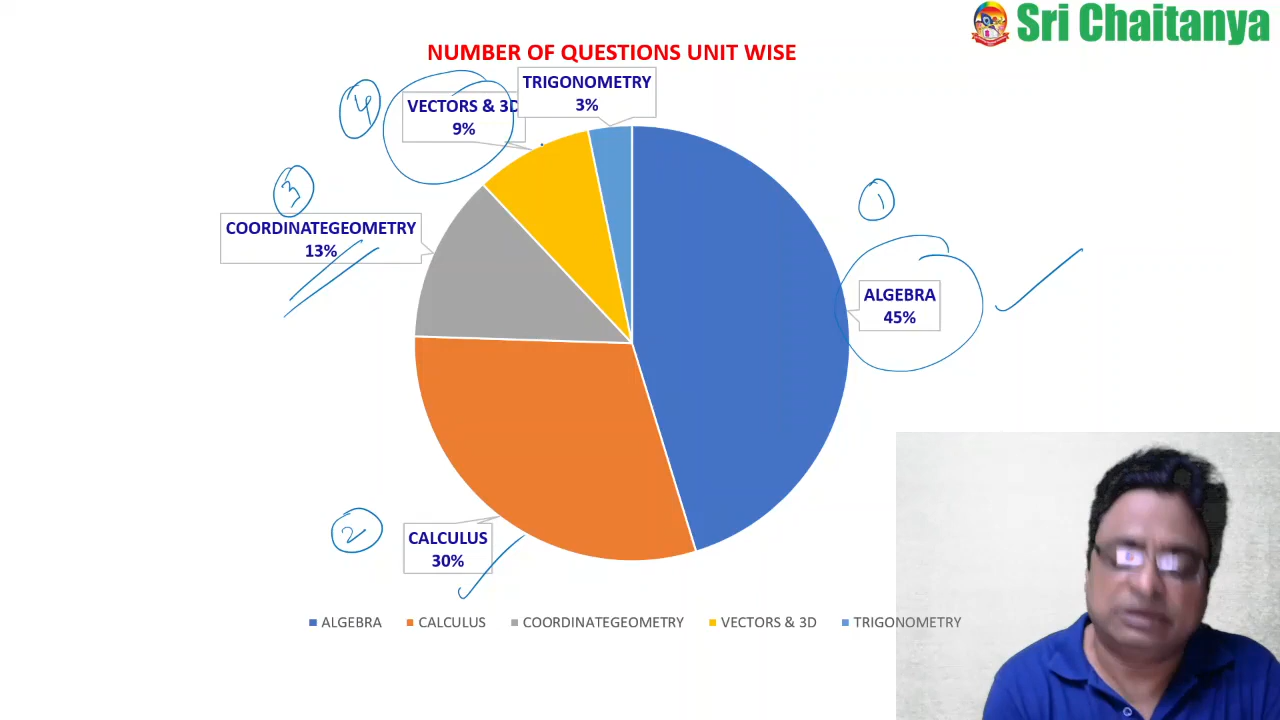 Sri Chaitanya
NUMBER OF QUESTIONS UNIT WISE
TRIGONOMETRY
3%
4
VECTORS & 3D
9%
3
COORDINATEGEOMETRY
13%
1
ALGEBRA
45%
2
CALCULUS
30%
ALGEBRA CALCULUS COORDINATEGEOMETRY VECTORS & 3D TRIGONOMETRY